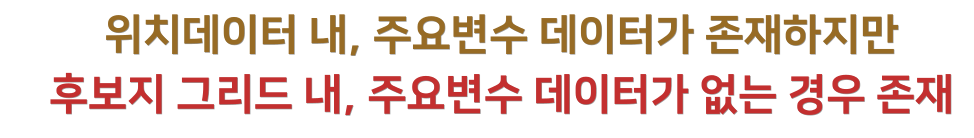 위치데이터 내, 주요변수 데이터가 존재하지만
후보지 그리드 내, 주요변수 데이터가 없는 경우 존재